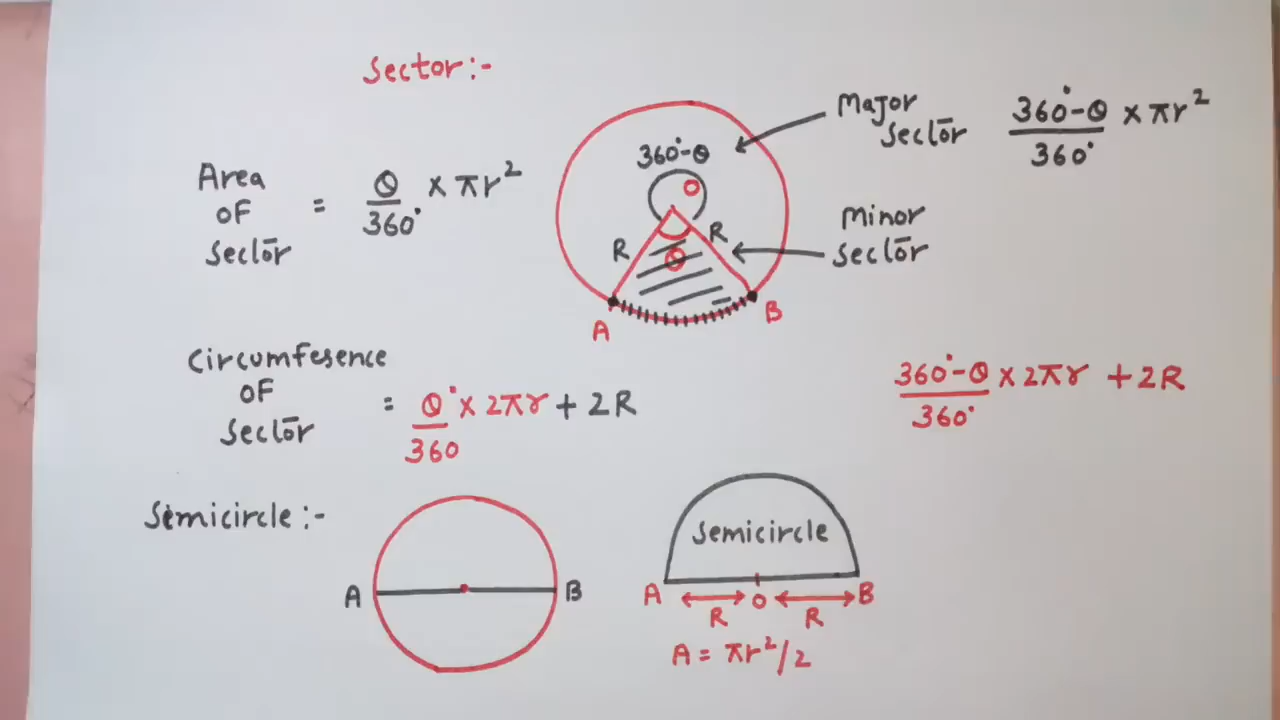 Sector:-
Major
Sector
360°-θ
360°
× πr²
360°-θ
O
Area
OF
Sector
=
θ
360°
× πr²
R
R
θ
Minor
Sector
A
B
Circumfesence
OF
Sector
=
θ°
360
× 2πr + 2R
360°-θ
360°
× 2πr + 2R
Semicircle:-
A
B
Semicircle
A
R
O
R
B
A = πr²/2